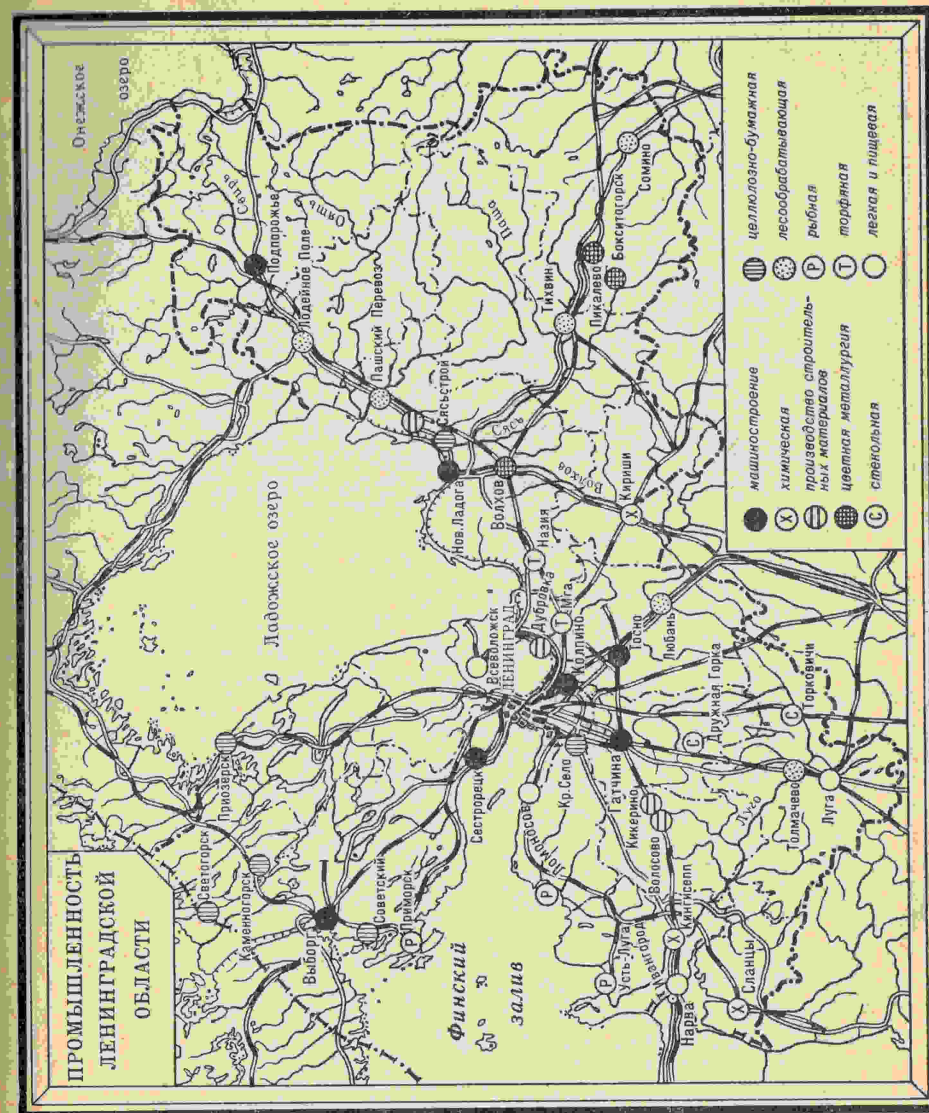 ПРОМЫШЛЕННОСТЬ
ЛЕНИНГРАДСКОЙ
ОБЛАСТИ
Онежское
озеро
Ладожское озеро
Финский
залив
Свирь
Оять
Паша
Сясь
Волхов
Луга
Святогорск
Каменногорск
Выборг
Советский
Приморск
Приозерск
Сестрорецк
Всеволожск
ЛЕНИНГРАД
Дубровка
Колпино
Мга
Назия
Волхов
Нов. Ладога
Сясьстрой
Пашский Перевоз
Лодейное Поле
Подпорожье
Тихвин
Пикалево
Бокситогорск
Сомино
Кириши
Тосно
Любань
Ломоносов
Кр. Село
Гатчина
Кикерино
Волосово
Дружная Горка
Торковичи
Толмачево
Луга
Усть-Луга
Ивангород
Кингисепп
Нарва
Сланцы
машиностроение
Х химическая
производство строитель-
ных материалов
цветная металлургия
С стекольная
целлюлозно-бумажная
лесообрабатывающая
Р рыбная
Т торфяная
легкая и пищевая
Р
Р
Р
Х
Х
Х
Т
Т
С
С